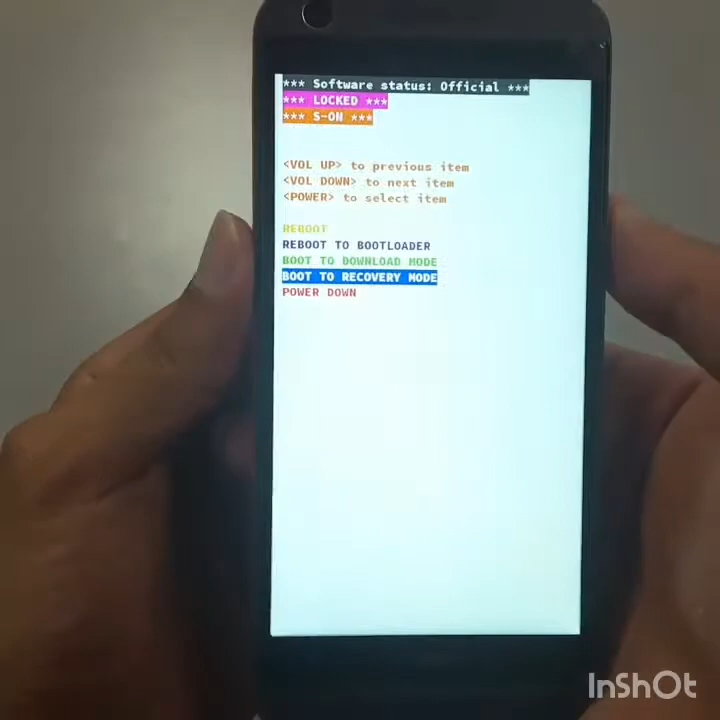 *** Software status: Official ***
*** LOCKED ***
*** S-ON ***
<VOL UP> to previous item
<VOL DOWN> to next item
<POWER> to select item
REBOOT
REBOOT TO BOOTLOADER
BOOT TO DOWNLOAD MODE
BOOT TO RECOVERY MODE
POWER DOWN
InShOt